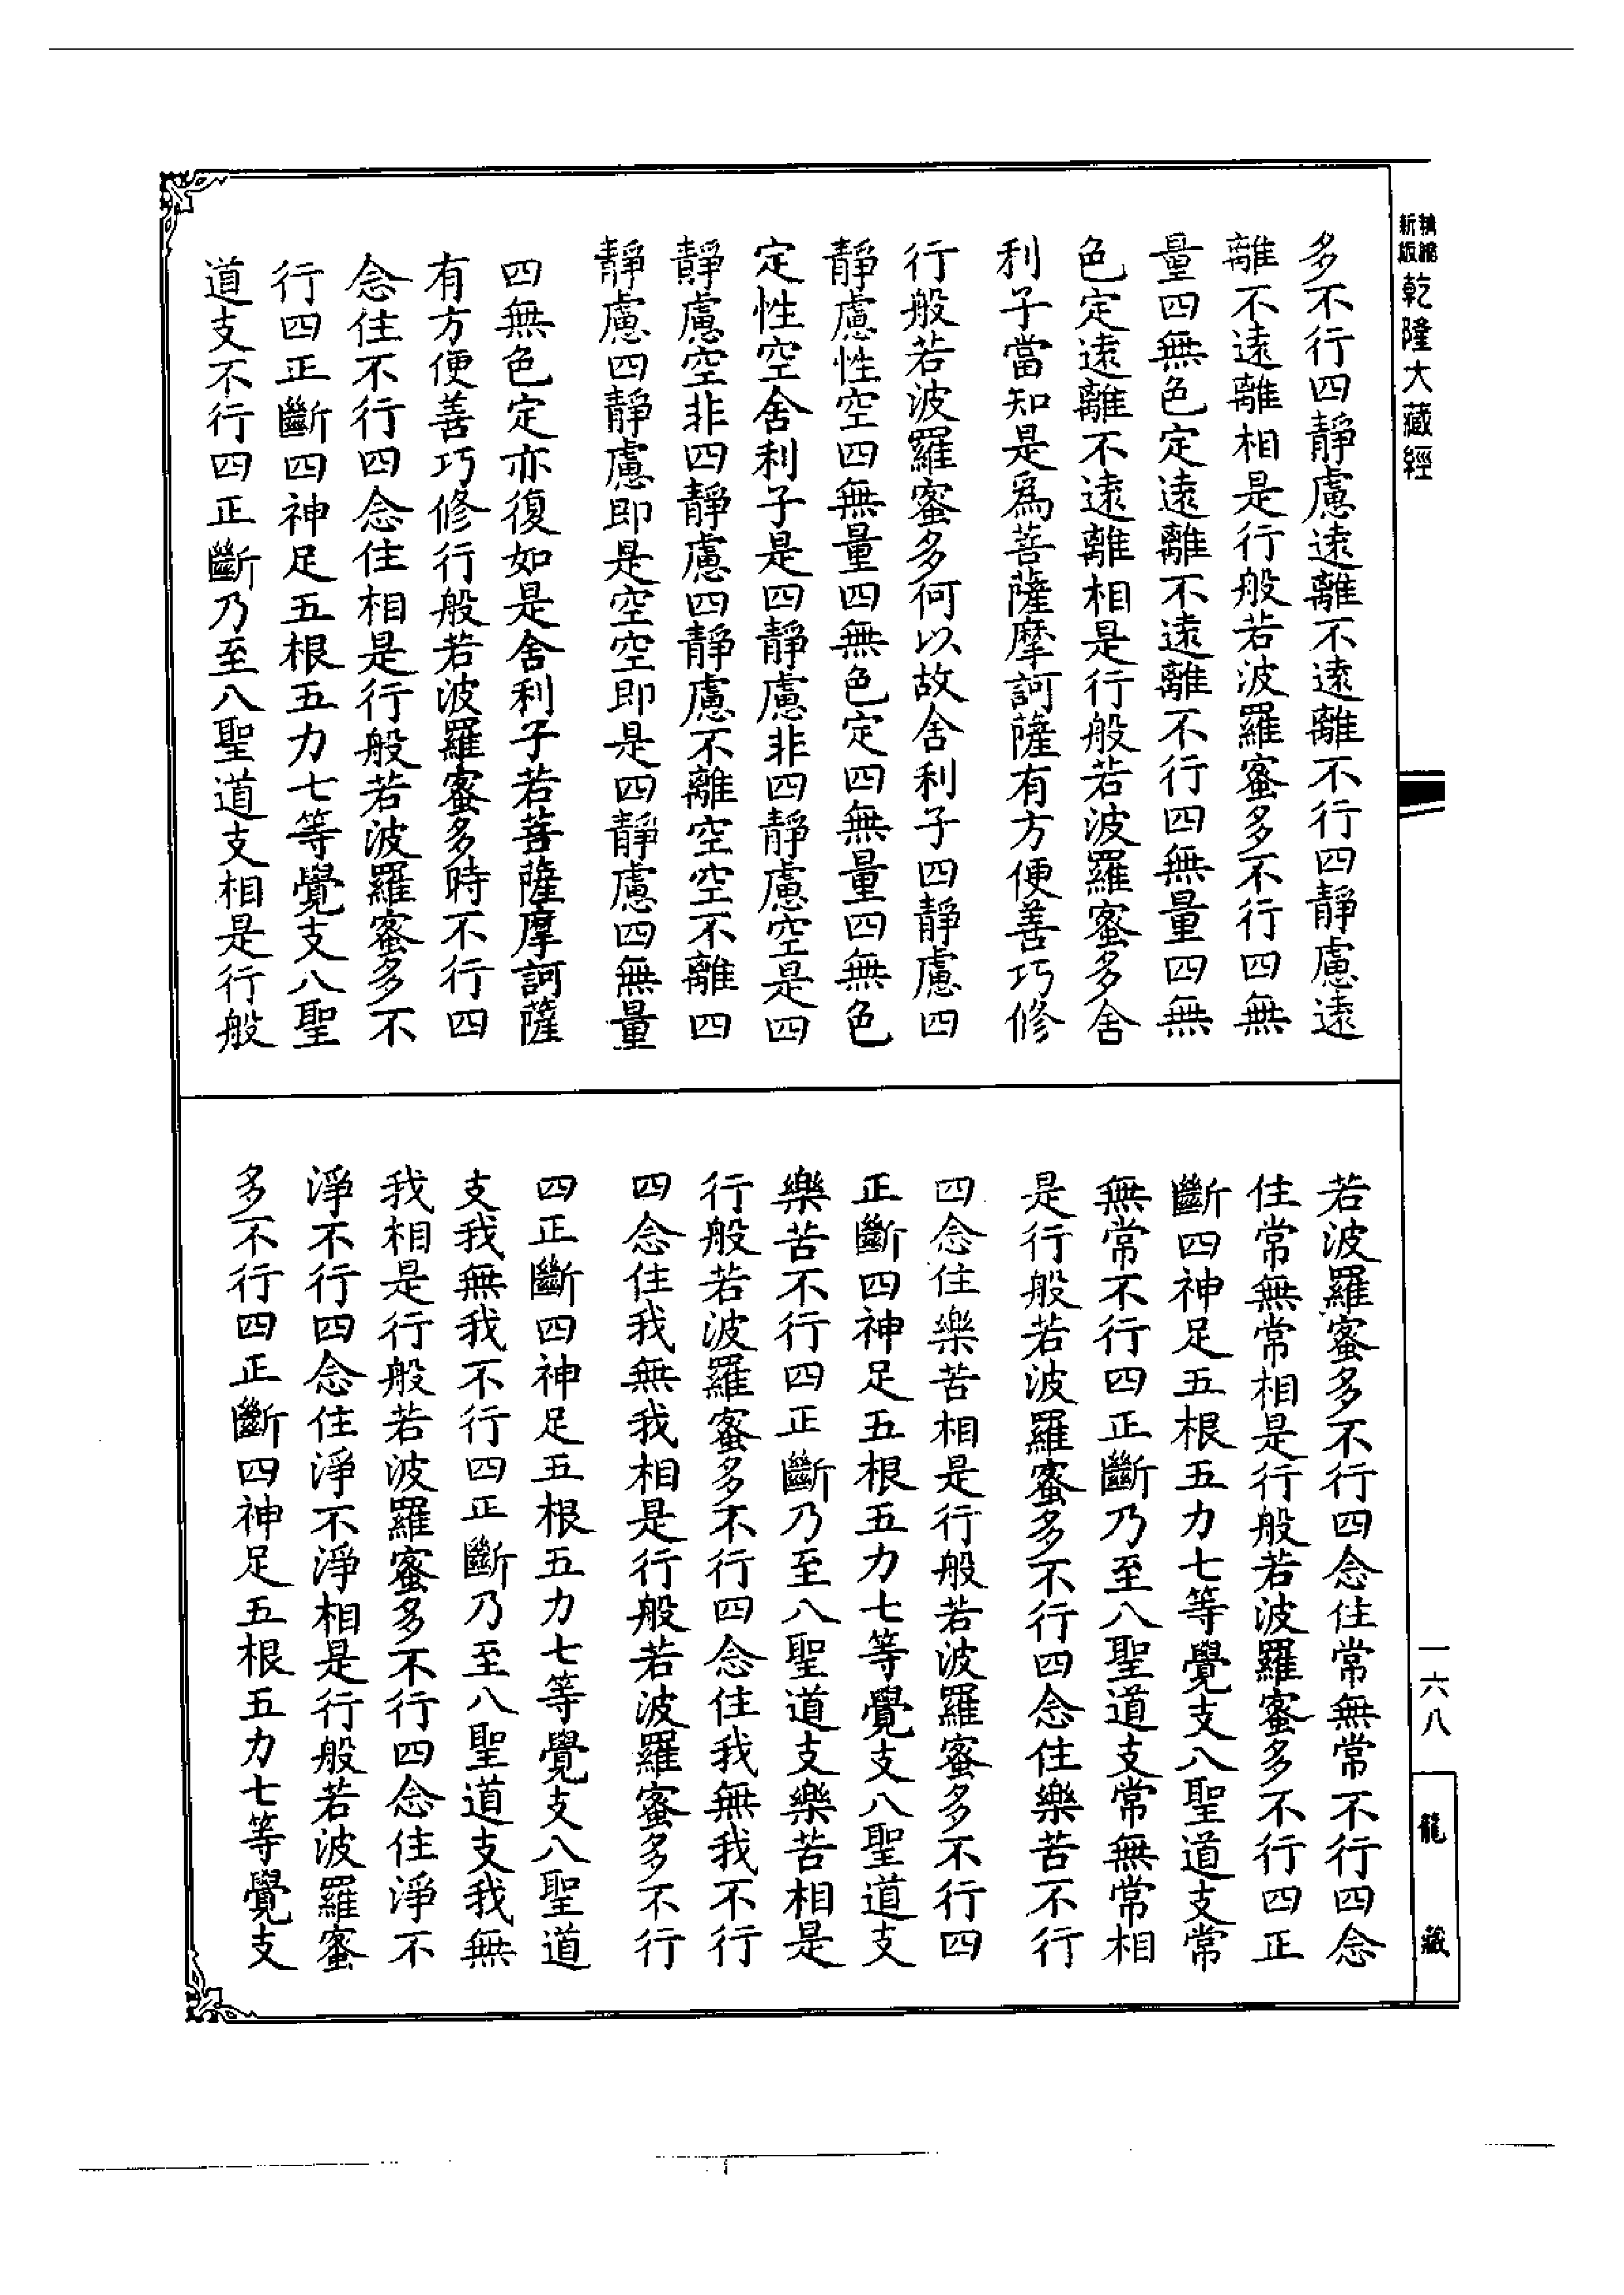 精縮新版乾隆大藏經
多不行四靜慮遠離不遠離不行四靜慮遠
離不遠離相是行般若波羅蜜多不行四無
量四無色定遠離不遠離不行四無量四無
色定遠離不遠離相是行般若波羅蜜多舍
利子當知是爲菩薩摩訶薩有方便善巧修
行般若波羅蜜多何以故舍利子四靜慮四
靜慮性空四無量四無色定四無量四無色
定性空舍利子是四靜慮非四靜慮空是四
靜慮空非四靜慮四靜慮不離空空不離四
靜慮四靜慮即是空空即是四靜慮四無量
四無色定亦復如是舍利子若菩薩摩訶薩
有方便善巧修行般若波羅蜜多時不行四
念住不行四念住相是行般若波羅蜜多不
行四正斷四神足五根五力七等覺支八聖
道支不行四正斷乃至八聖道支相是行般
若波羅蜜多不行四念住常無常不行四念
住常無常相是行般若波羅蜜多不行四正
斷四神足五根五力七等覺支八聖道支常
無常不行四正斷乃至八聖道支常無常相
是行般若波羅蜜多不行四念住樂苦不行
四念住樂苦相是行般若波羅蜜多不行四
正斷四神足五根五力七等覺支八聖道支
樂苦不行四正斷乃至八聖道支樂苦相是
行般若波羅蜜多不行四念住我無我不行
四念住我無我相是行般若波羅蜜多不行
四正斷四神足五根五力七等覺支八聖道
支我無我不行四正斷乃至八聖道支我無
我相是行般若波羅蜜多不行四念住淨不
淨不行四念住淨不淨相是行般若波羅蜜
多不行四正斷四神足五根五力七等覺支
一六八
龍藏